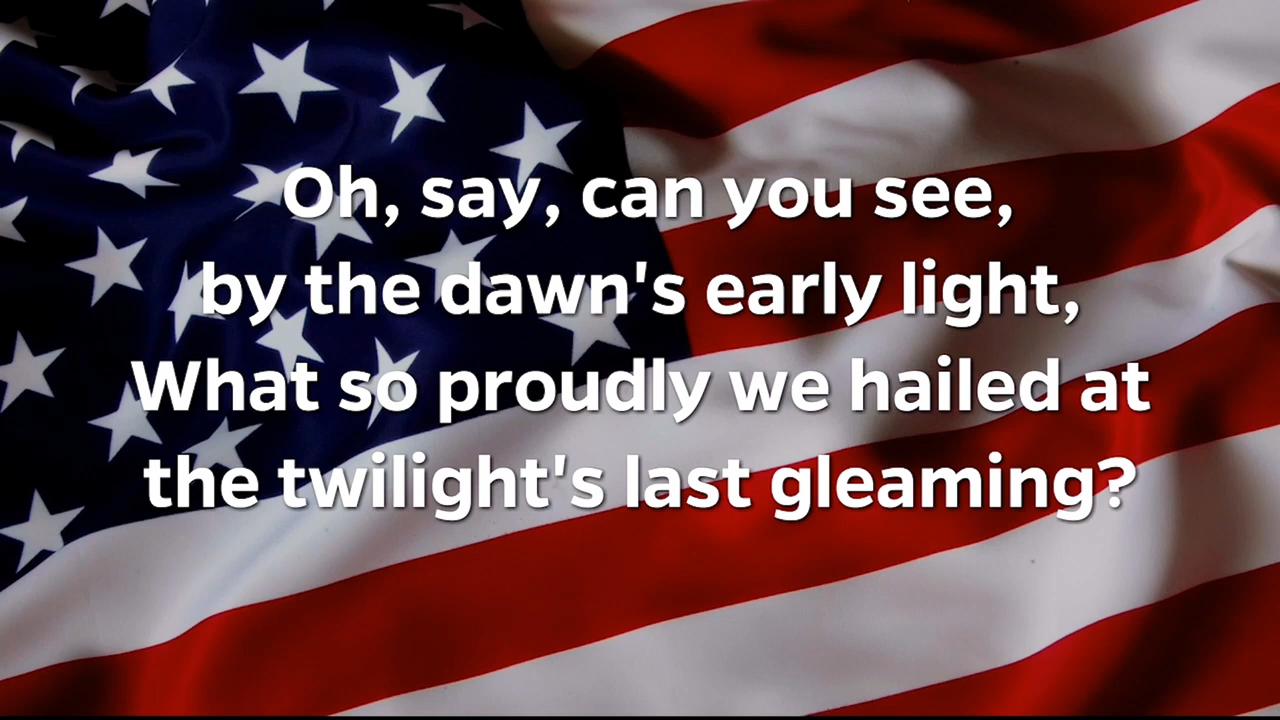 Oh, say, can you see,
by the dawn's early light,
What so proudly we hailed at
the twilight's last gleaming?